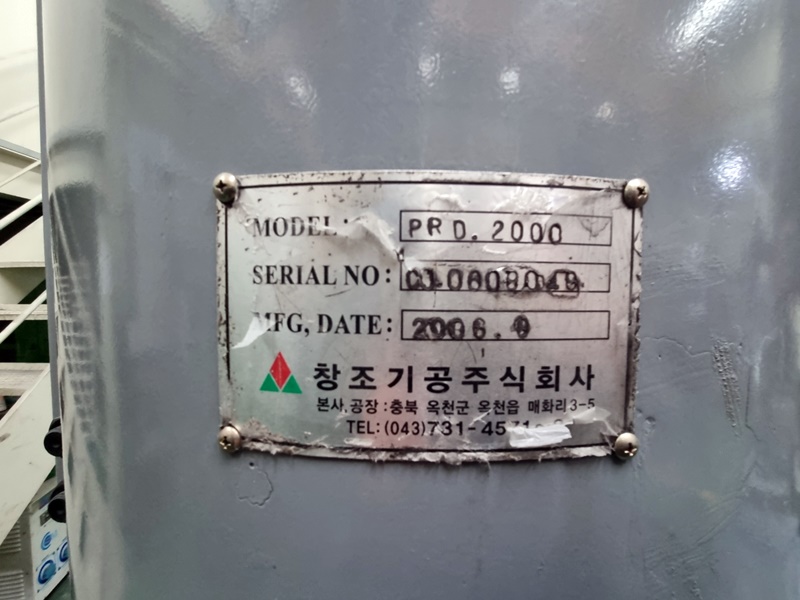 MODEL : PRD. 2000
SERIAL NO :
MFG, DATE : 2006.
창조기공주식회사
본사,공장 : 충북 옥천군 옥천읍 매화리 3-5
TEL: (043)731-45